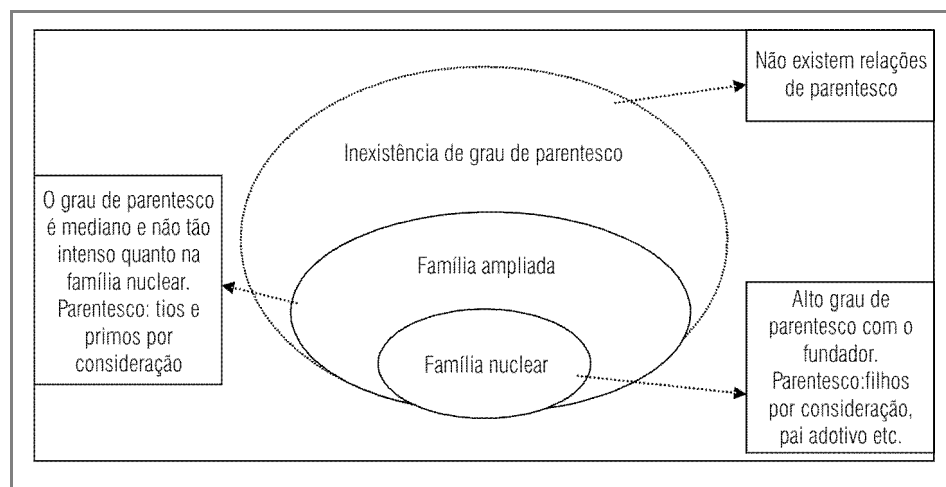 Não existem relações
de parentesco
Inexistência de grau de parentesco
O grau de parentesco
é mediano e não tão
intenso quanto na
família nuclear.
Parentesco: tios e
primos por
consideração
Família ampliada
Alto grau de
parentesco com o
fundador.
Parentesco:filhos
por consideração,
pai adotivo etc.
Família nuclear